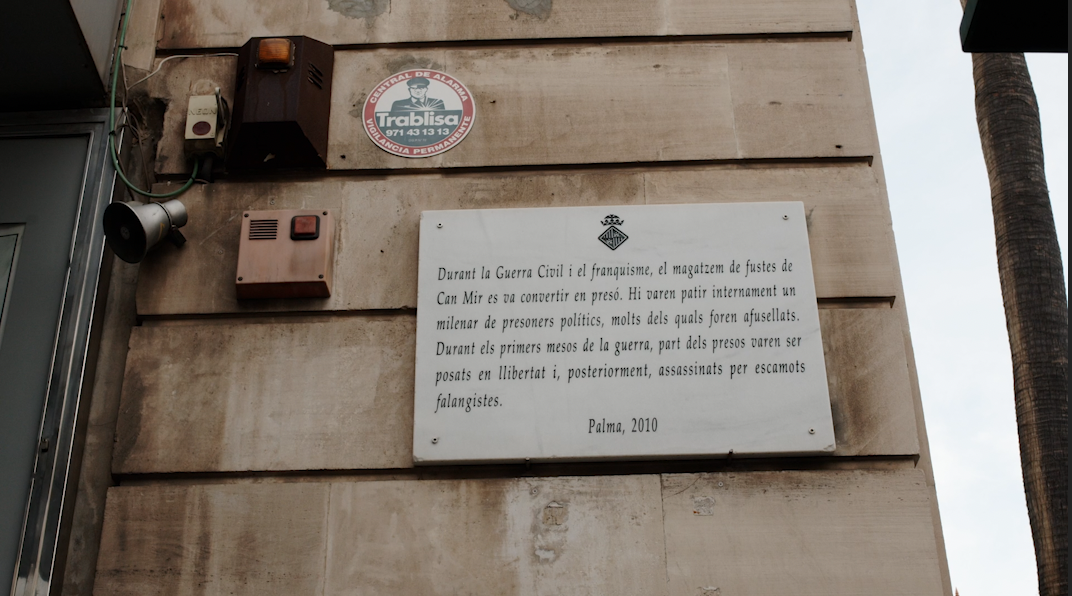 CENTRAL DE ALARMA
Trablisa
971 43 13 13
VIGILANCIA PERMANENTE
NEON
Durant la Guerra Civil i el franquisme, el magatzem de fustes de
Can Mir es va convertir en presó. Hi varen patir internament un
milenar de presoners polítics, molts dels quals foren afusellats.
Durant els primers mesos de la guerra, part dels presos varen ser
posats en llibertat i, posteriorment, assassinats per escamots
falangistes.
Palma, 2010